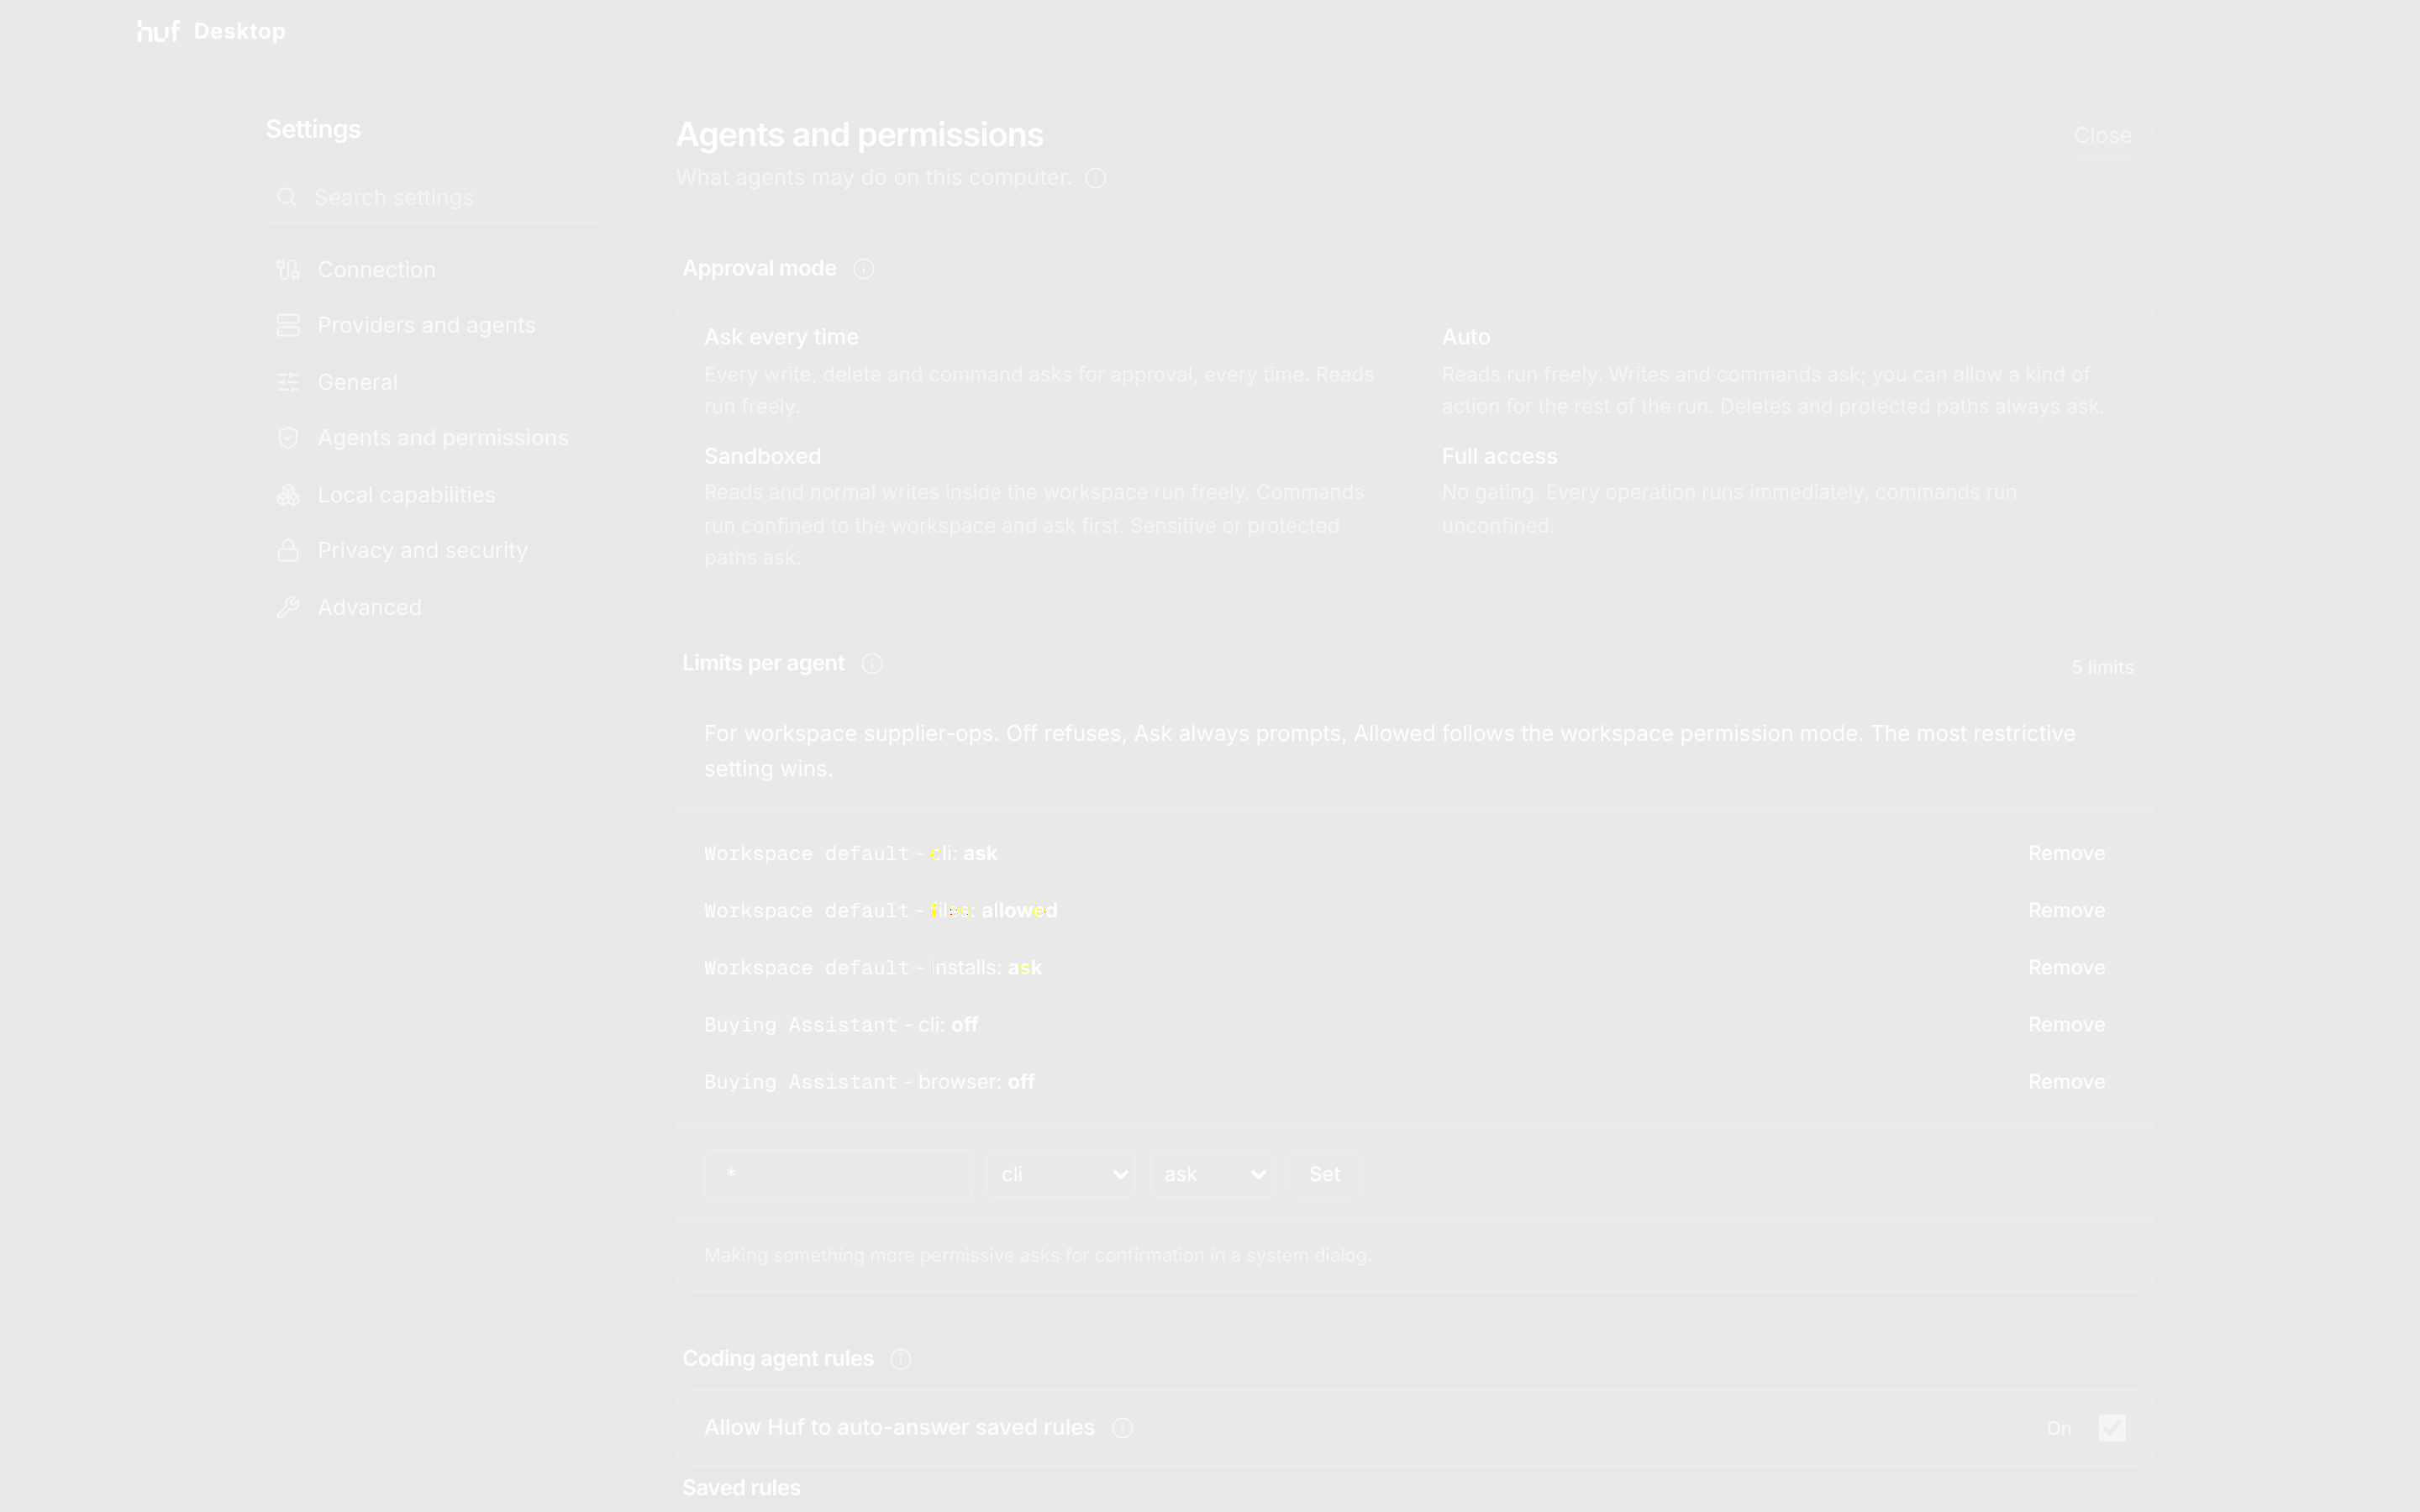 huf Desktop
Settings
Search settings
Connection
Providers and agents
General
Agents and permissions
Local capabilities
Privacy and security
Advanced
Agents and permissions
Close
What agents may do on this computer.
Approval mode
Ask every time
Every write, delete and command asks for approval, every time. Reads
run freely.
Auto
Reads run freely. Writes and commands ask; you can allow a kind of
action for the rest of the run. Deletes and protected paths always ask.
Sandboxed
Reads and normal writes inside the workspace run freely. Commands
run confined to the workspace and ask first. Sensitive or protected
paths ask.
Full access
No gating. Every operation runs immediately, commands run
unconfined.
Limits per agent
5 limits
For workspace supplier-ops. Off refuses, Ask always prompts, Allowed follows the workspace permission mode. The most restrictive
setting wins.
Workspace default - cli: ask Remove
Workspace default - files: allowed Remove
Workspace default - installs: ask Remove
Buying Assistant - cli: off Remove
Buying Assistant - browser: off Remove
* cli ask Set
Making something more permissive asks for confirmation in a system dialog.
Coding agent rules
Allow Huf to auto-answer saved rules On
Saved rules